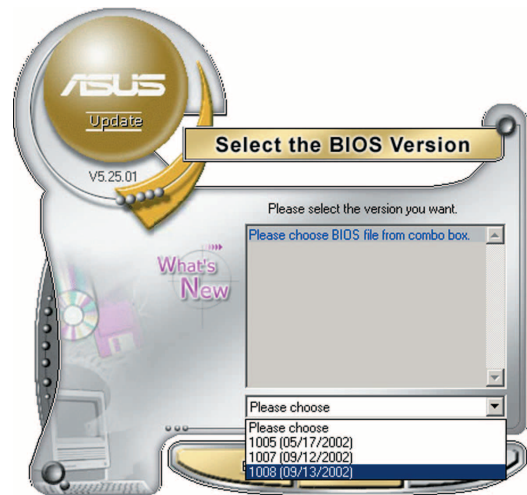 ASUS
Update
V5.25.01
Select the BIOS Version
Please select the version you want.
Please choose BIOS file from combo box.
What's
New
Please choose
Please choose
1005 (05/17/2002)
1007 (09/12/2002)
1008 (09/13/2002)